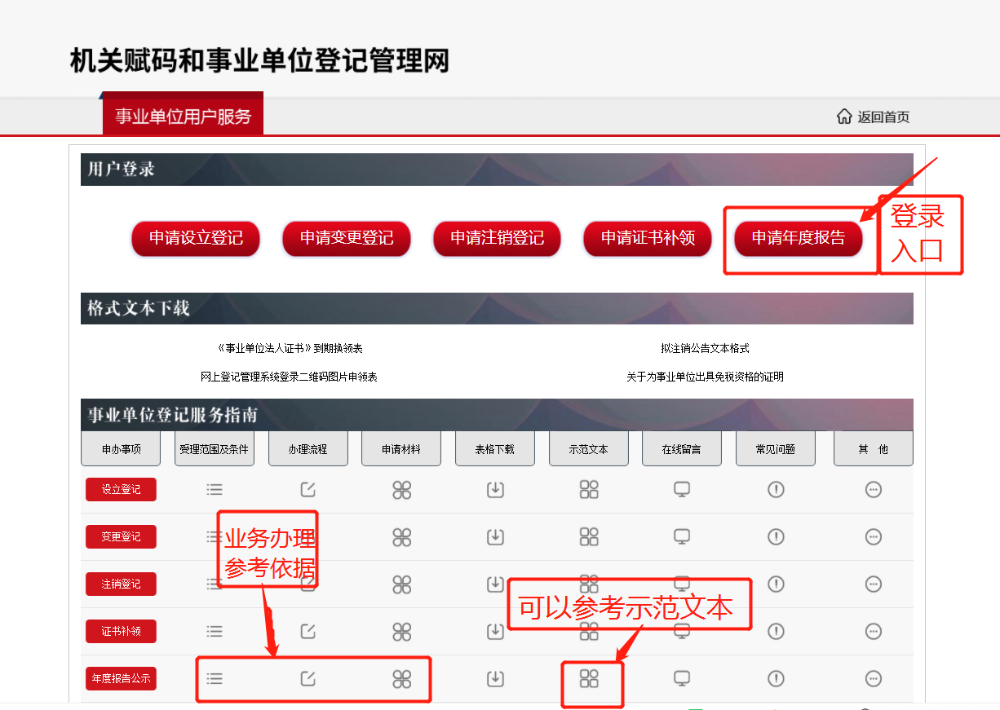 机关赋码和事业单位登记管理网
事业单位用户服务
返回首页
用户登录
申请设立登记
申请变更登记
申请注销登记
申请证书补领
申请年度报告
登录
入口
格式文本下载
《事业单位法人证书》到期换领表
拟注销公告文本格式
网上登记管理系统登录二维码图片申领表
关于为事业单位出具免税资格的证明
事业单位登记服务指南
申办事项
受理范围及条件
办理流程
申请材料
表格下载
示范文本
在线留言
常见问题
其 他
设立登记
变更登记
业务办理
参考依据
注销登记
可以参考示范文本
证书补领
年度报告公示